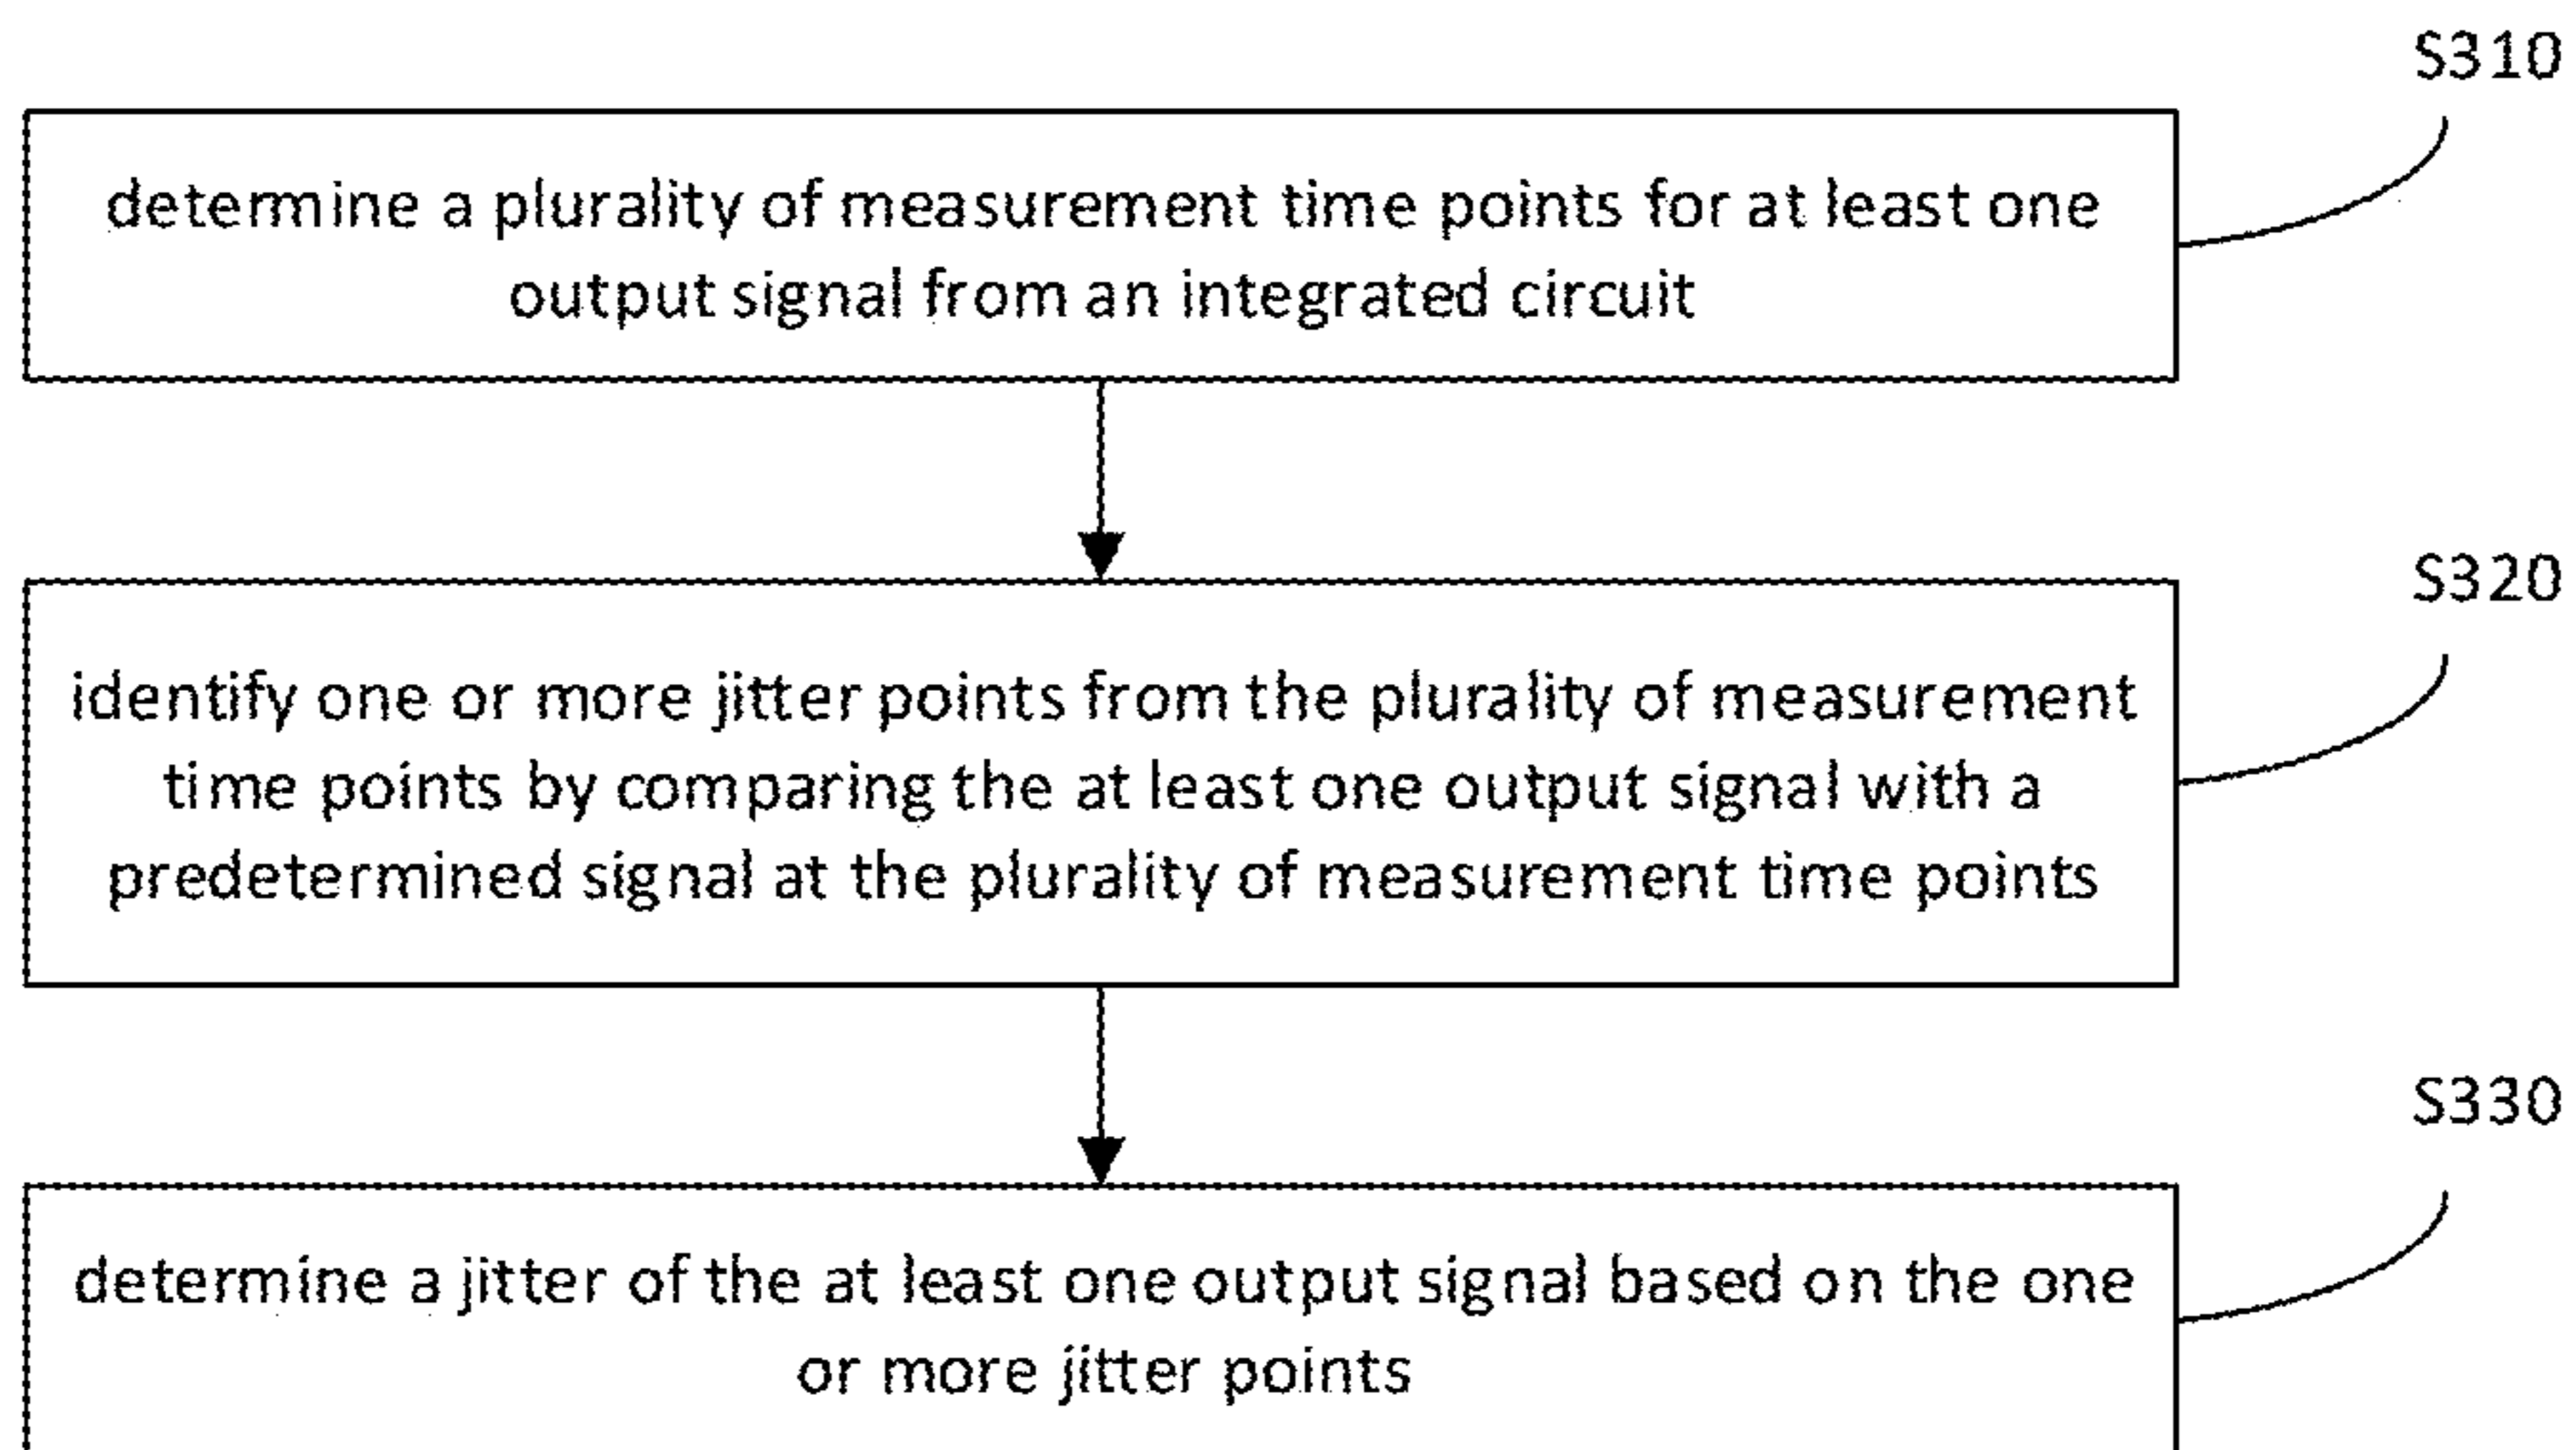 S310
determine a plurality of measurement time points for at least one
output signal from an integrated circuit
S320
identify one or more jitter points from the plurality of measurement
time points by comparing the at least one output signal with a
predetermined signal at the plurality of measurement time points
S330
determine a jitter of the at least one output signal based on the one
or more jitter points